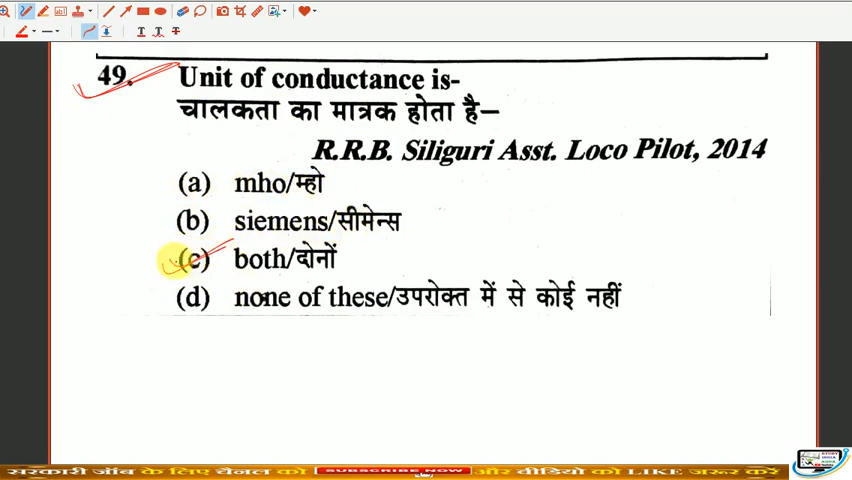 49. Unit of conductance is-
चालकता का मात्रक होता है–
R.R.B. Siliguri Asst. Loco Pilot, 2014
(a) mho/म्हो
(b) siemens/सीमेन्स
(c) both/दोनों
(d) none of these/उपरोक्त में से कोई नहीं
सरकारी जॉब के लिए चैनल को SUBSCRIBE NOW और वीडियो को LIKE जरूर करें